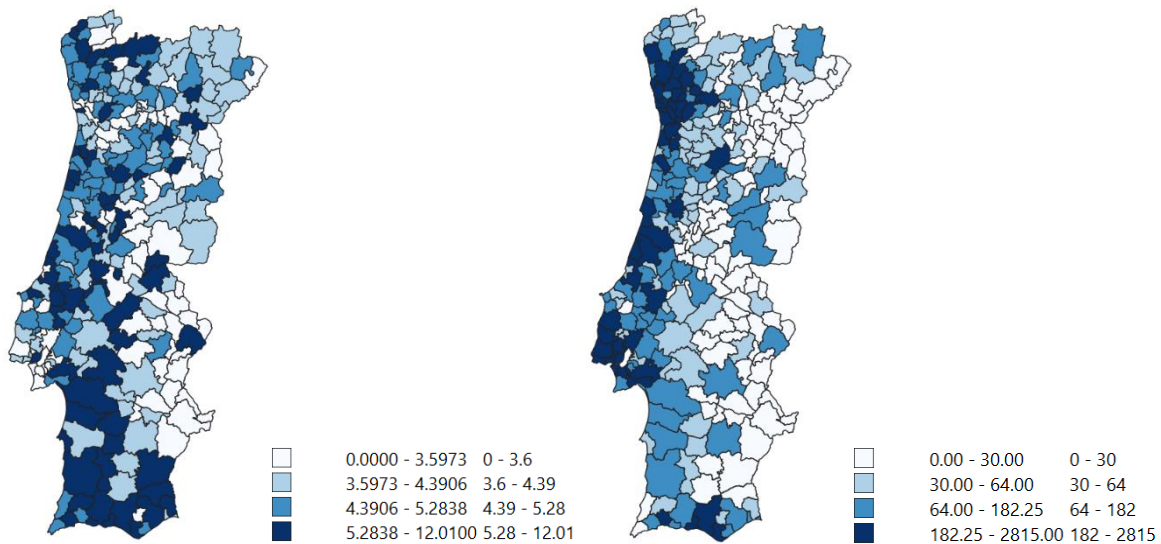 0.0000 - 3.5973 0 - 3.6
3.5973 - 4.3906 3.6 - 4.39
4.3906 - 5.2838 4.39 - 5.28
5.2838 - 12.0100 5.28 - 12.01
0.00 - 30.00 0 - 30
30.00 - 64.00 30 - 64
64.00 - 182.25 64 - 182
182.25 - 2815.00 182 - 2815